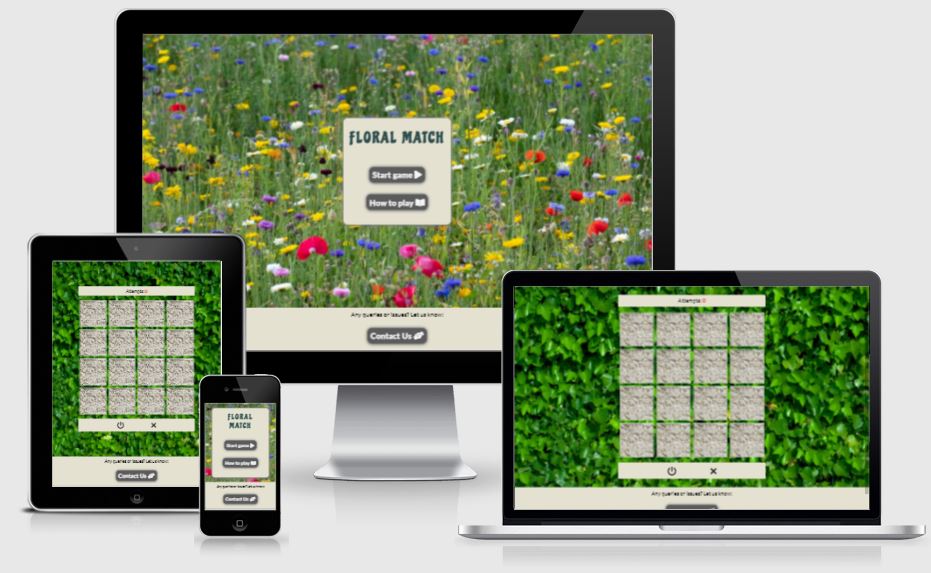 FLORAL MATCH
Start game
How to play
Any queries or issues? Let us know:
Contact Us
Attempts: 0
Any queries or issues? Let us know:
Contact Us
FLORAL
MATCH
Start game
How to play
Any queries or issues? Let us know:
Contact Us
Attempts: 0
Any queries or issues? Let us know: